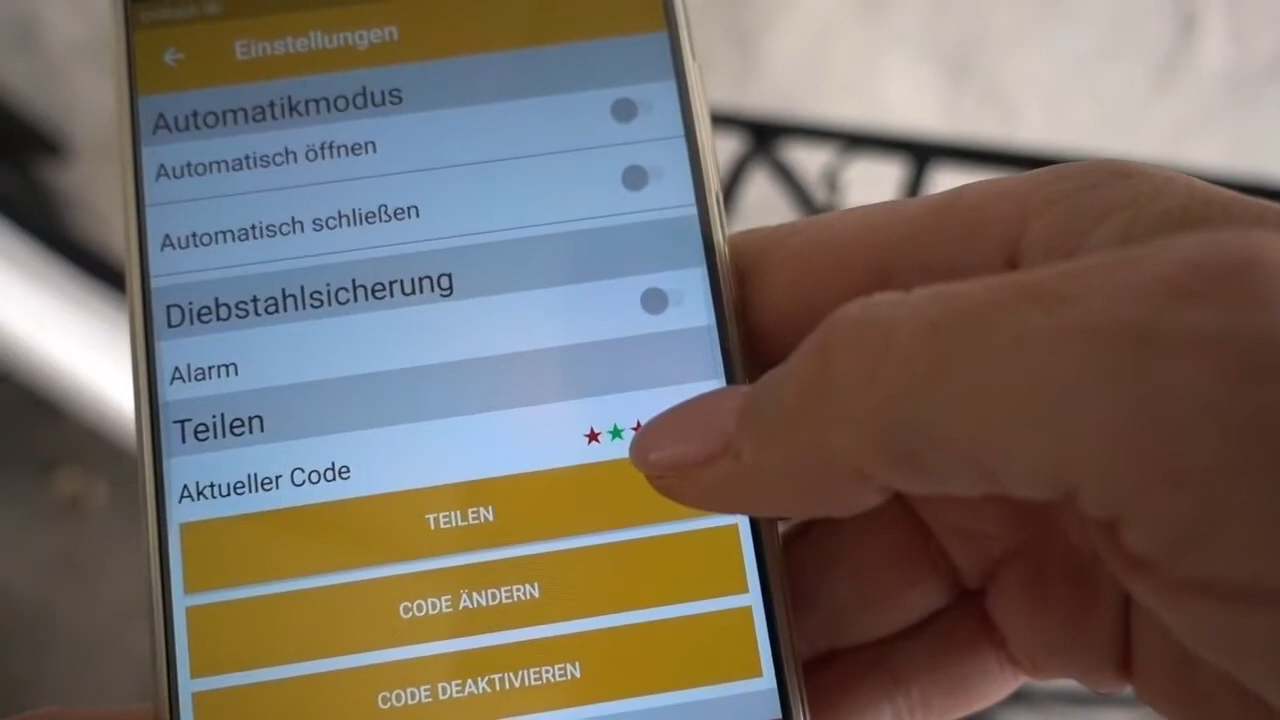 Einstellungen
Automatikmodus
Automatisch öffnen
Automatisch schließen
Diebstahlsicherung
Alarm
Teilen
Aktueller Code
TEILEN
CODE ÄNDERN
CODE DEAKTIVIEREN